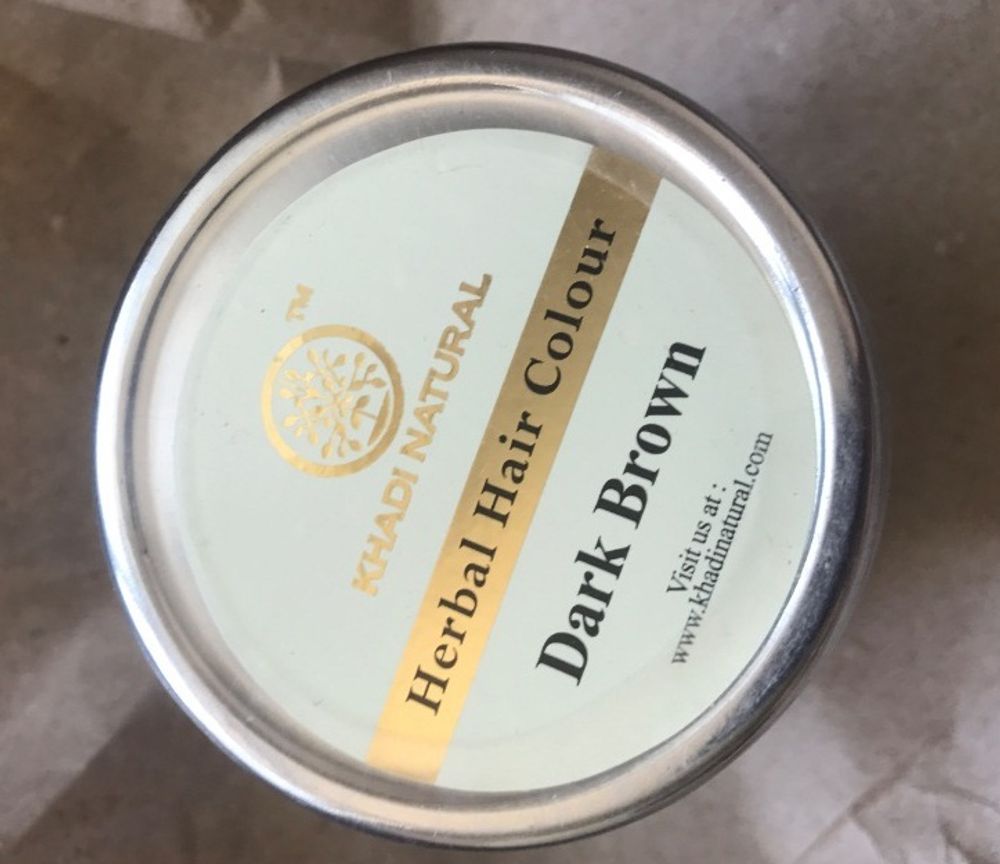 TM
KHADI NATURAL
Herbal Hair Colour
Dark Brown
Visit us at :
www.khadinatural.com